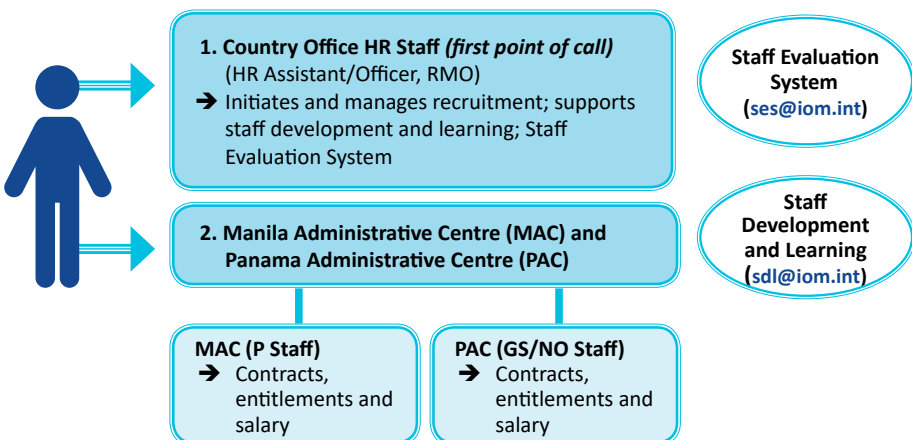 1. Country Office HR Staff (first point of call)
(HR Assistant/Officer, RMO)
➔ Initiates and manages recruitment; supports
staff development and learning; Staff
Evaluation System
Staff Evaluation
System
(ses@iom.int)
2. Manila Administrative Centre (MAC) and
Panama Administrative Centre (PAC)
Staff
Development
and Learning
(sdl@iom.int)
MAC (P Staff)
➔ Contracts,
entitlements and
salary
PAC (GS/NO Staff)
➔ Contracts,
entitlements and
salary